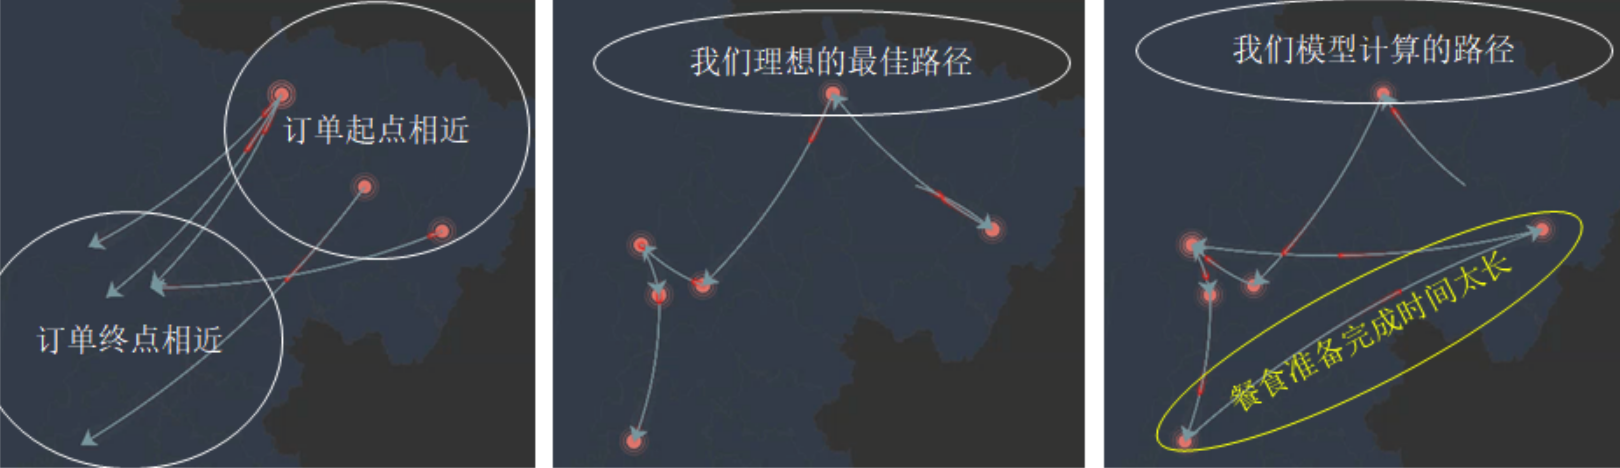 订单起点相近
订单终点相近
我们理想的最佳路径
我们模型计算的路径
餐食准备完成时间太长